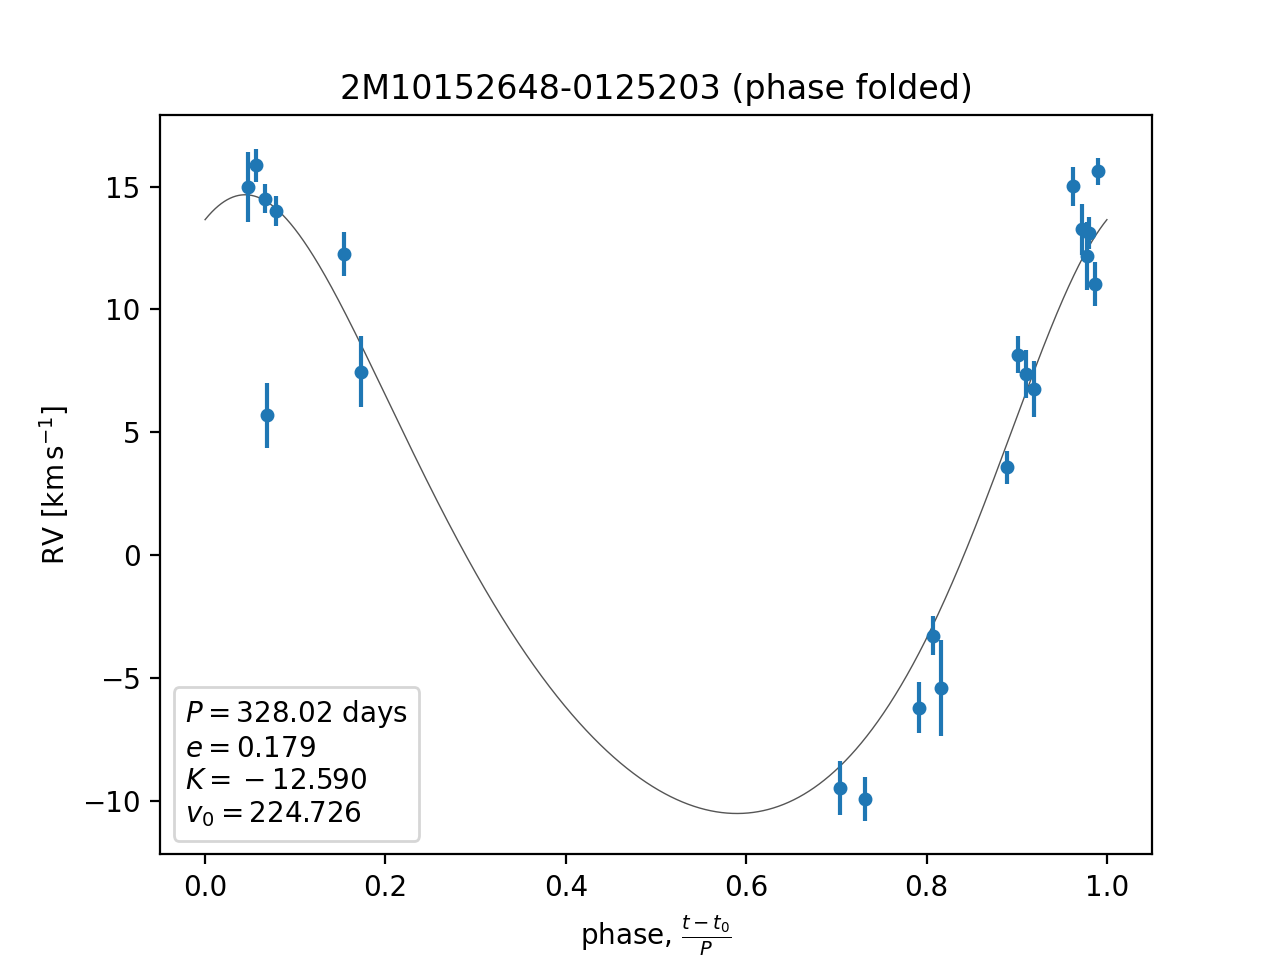 2M10152648-0125203 (phase folded)
15
10
5
0
−5
−10
RV [km s⁻¹]
P = 328.02 days
e = 0.179
K = −12.590
v₀ = 224.726
0.0 0.2 0.4 0.6 0.8 1.0
phase, (t − t₀)/P